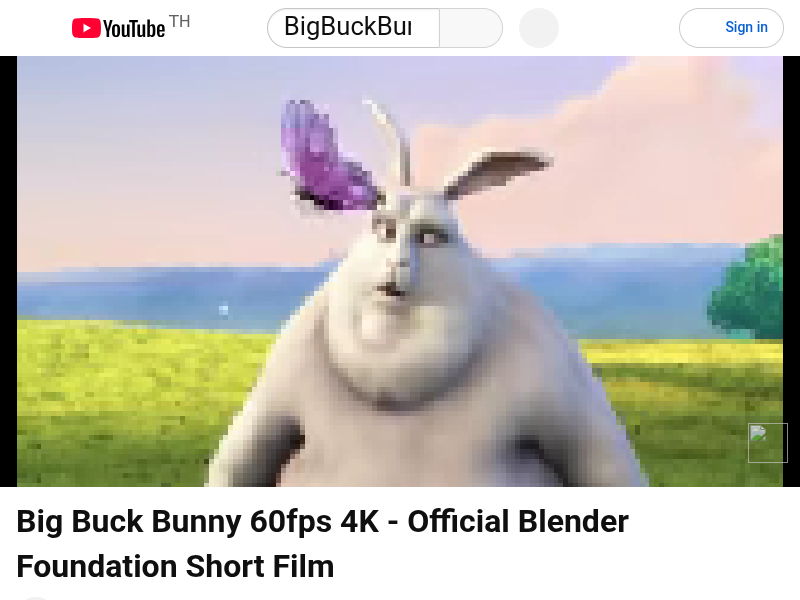 YouTube TH
BigBuckBu
Sign in
Big Buck Bunny 60fps 4K - Official Blender
Foundation Short Film